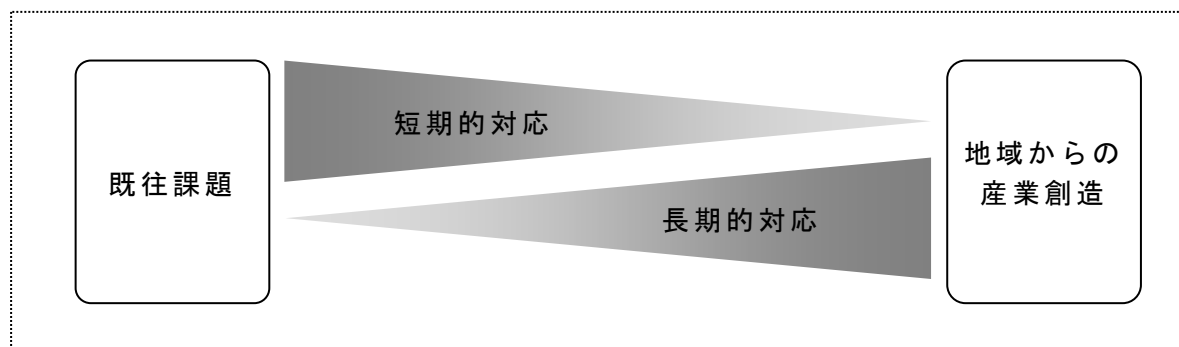 既往課題
短期的対応
長期的対応
地域からの
産業創造